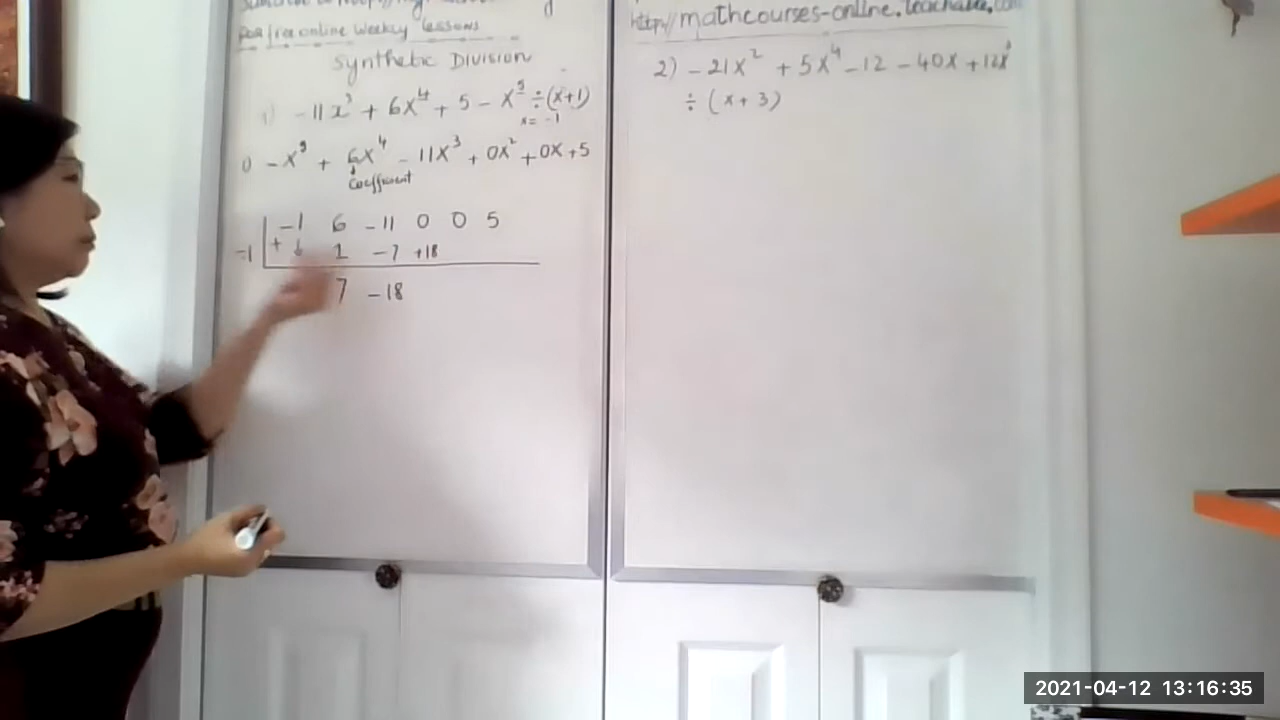 for free online weekly lessons
Synthetic Division
1) -11x³ + 6x⁴ + 5 - x⁵ ÷ (x+1)
x = -1
-x⁵ + 6x⁴ - 11x³ + 0x² + 0x + 5
coefficient
-1 6 -11 0 0 5
-1 + ↓ 1 -7 +18
7 -18
http://mathcourses-online.teachable.com
2) -21x² + 5x⁴ - 12 - 40x + 12x³
÷ (x + 3)
2021-04-12 13:16:35